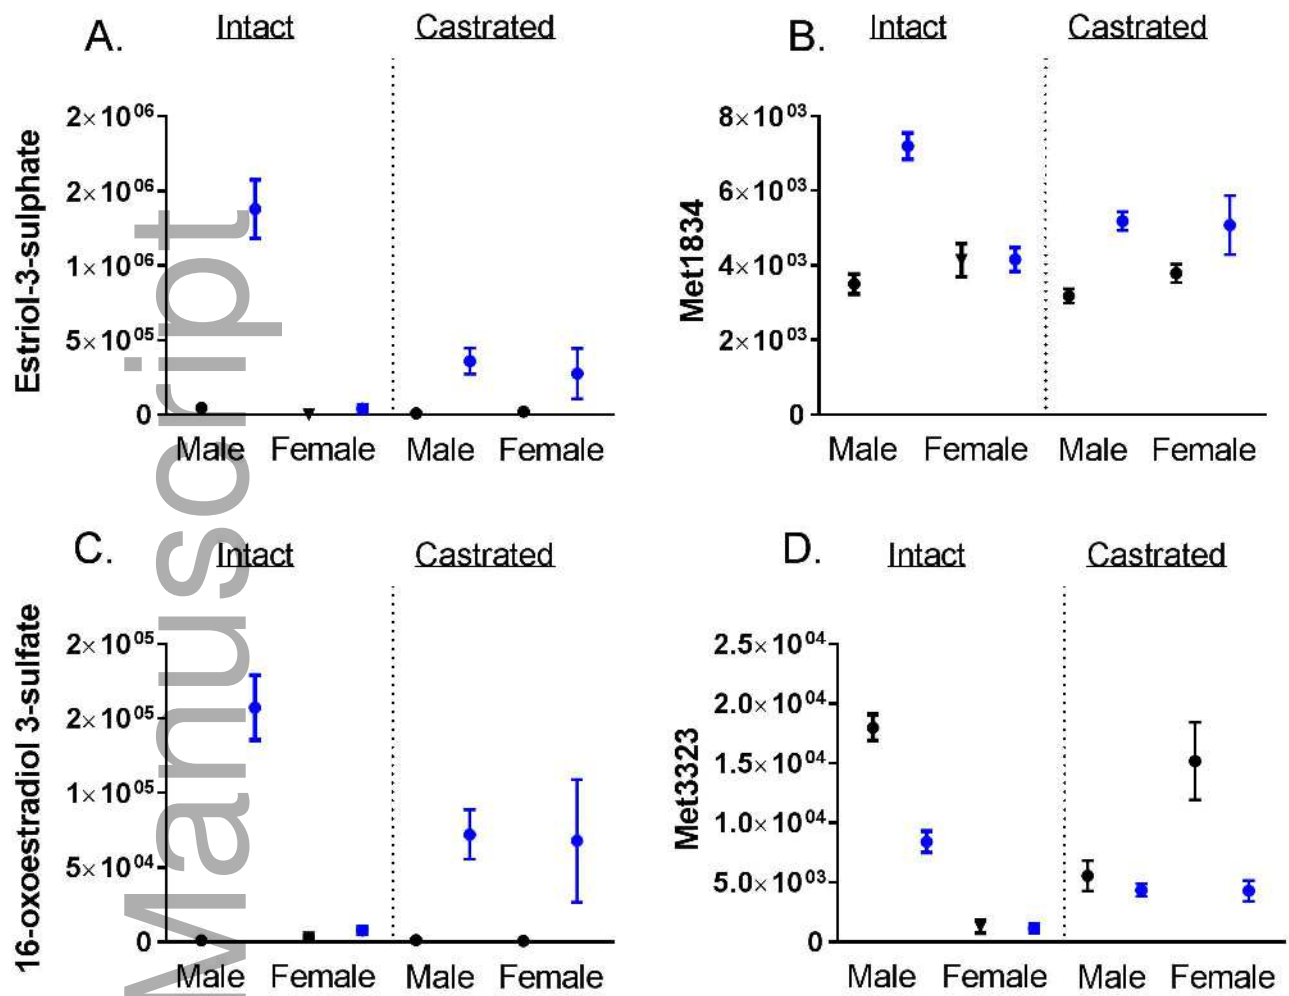 A.
Intact
Castrated
Estriol-3-sulphate
2×10⁰⁶
2×10⁰⁶
1×10⁰⁶
5×10⁰⁵
0
Male
Female
Male
Female
B.
Intact
Castrated
Met1834
8×10⁰³
6×10⁰³
4×10⁰³
2×10⁰³
0
Male
Female
Male
Female
C.
Intact
Castrated
16-oxoestradiol 3-sulfate
2×10⁰⁵
2×10⁰⁵
1×10⁰⁵
5×10⁰⁴
0
Male
Female
Male
Female
D.
Intact
Castrated
Met3323
2.5×10⁰⁴
2.0×10⁰⁴
1.5×10⁰⁴
1.0×10⁰⁴
5.0×10⁰³
0
Male
Female
Male
Female
Manuscript